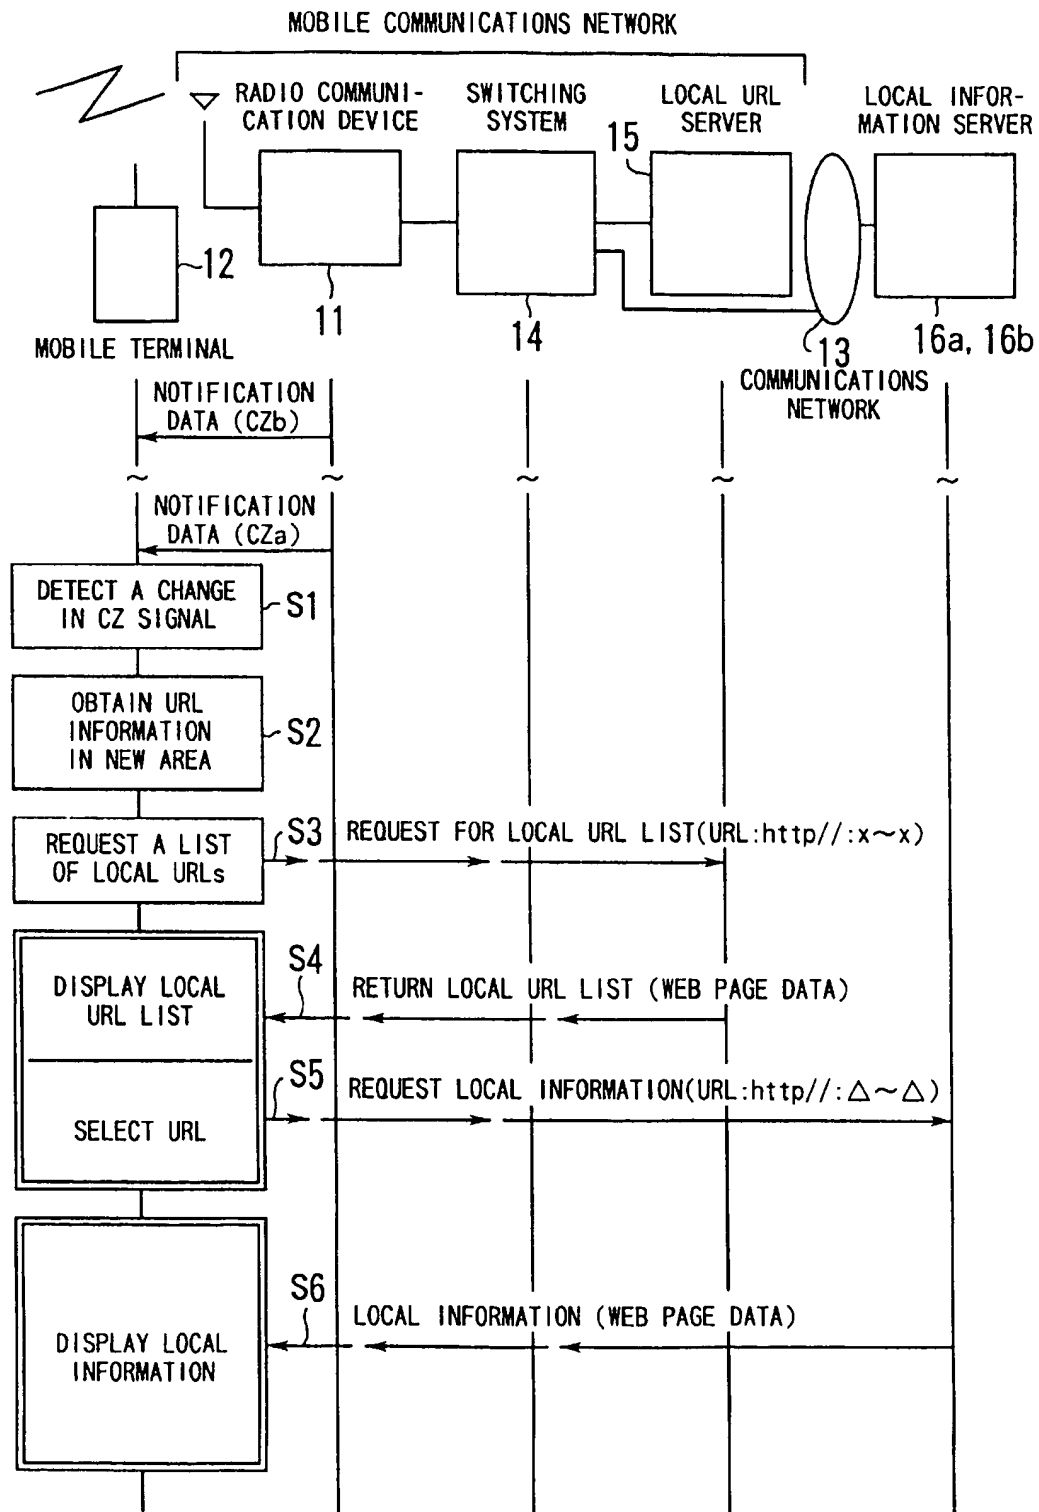 MOBILE COMMUNICATIONS NETWORK
RADIO COMMUNI-
CATION DEVICE
SWITCHING
SYSTEM
LOCAL URL
SERVER
LOCAL INFOR-
MATION SERVER
15
12
11
14
13
16a, 16b
MOBILE TERMINAL
COMMUNICATIONS
NETWORK
NOTIFICATION
DATA (CZb)
NOTIFICATION
DATA (CZa)
DETECT A CHANGE
IN CZ SIGNAL
S1
OBTAIN URL
INFORMATION
IN NEW AREA
S2
REQUEST A LIST
OF LOCAL URLs
S3
REQUEST FOR LOCAL URL LIST(URL:http//:x~x)
DISPLAY LOCAL
URL LIST
S4
RETURN LOCAL URL LIST (WEB PAGE DATA)
S5
REQUEST LOCAL INFORMATION(URL:http//:△~△)
SELECT URL
S6
LOCAL INFORMATION (WEB PAGE DATA)
DISPLAY LOCAL
INFORMATION